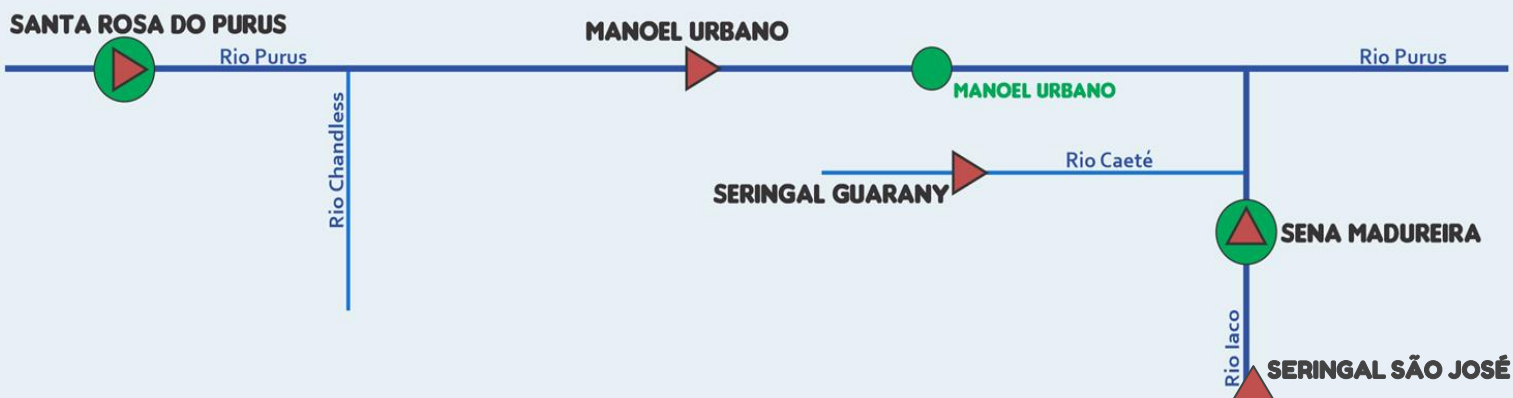 SANTA ROSA DO PURUS
MANOEL URBANO
Rio Purus
Rio Purus
MANOEL URBANO
Rio Chandless
Rio Caeté
SERINGAL GUARANY
SENA MADUREIRA
Rio Iaco
SERINGAL SÃO JOSÉ